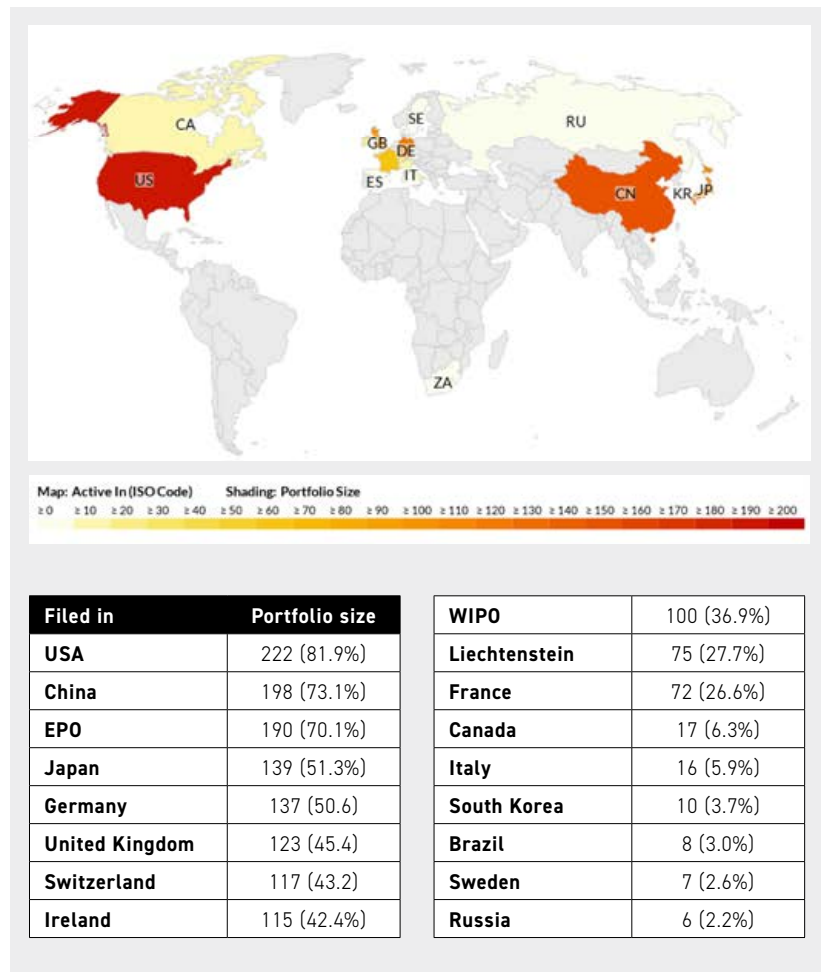 CA
SE
RU
GB
DE
US
ES
IT
CN
KR
JP
ZA
Map: Active In (ISO Code) Shading: Portfolio Size
≥ 0 ≥ 10 ≥ 20 ≥ 30 ≥ 40 ≥ 50 ≥ 60 ≥ 70 ≥ 80 ≥ 90 ≥ 100 ≥ 110 ≥ 120 ≥ 130 ≥ 140 ≥ 150 ≥ 160 ≥ 170 ≥ 180 ≥ 190 ≥ 200
Filed in Portfolio size
USA 222 (81.9%)
China 198 (73.1%)
EPO 190 (70.1%)
Japan 139 (51.3%)
Germany 137 (50.6)
United Kingdom 123 (45.4)
Switzerland 117 (43.2)
Ireland 115 (42.4%)
WIPO 100 (36.9%)
Liechtenstein 75 (27.7%)
France 72 (26.6%)
Canada 17 (6.3%)
Italy 16 (5.9%)
South Korea 10 (3.7%)
Brazil 8 (3.0%)
Sweden 7 (2.6%)
Russia 6 (2.2%)